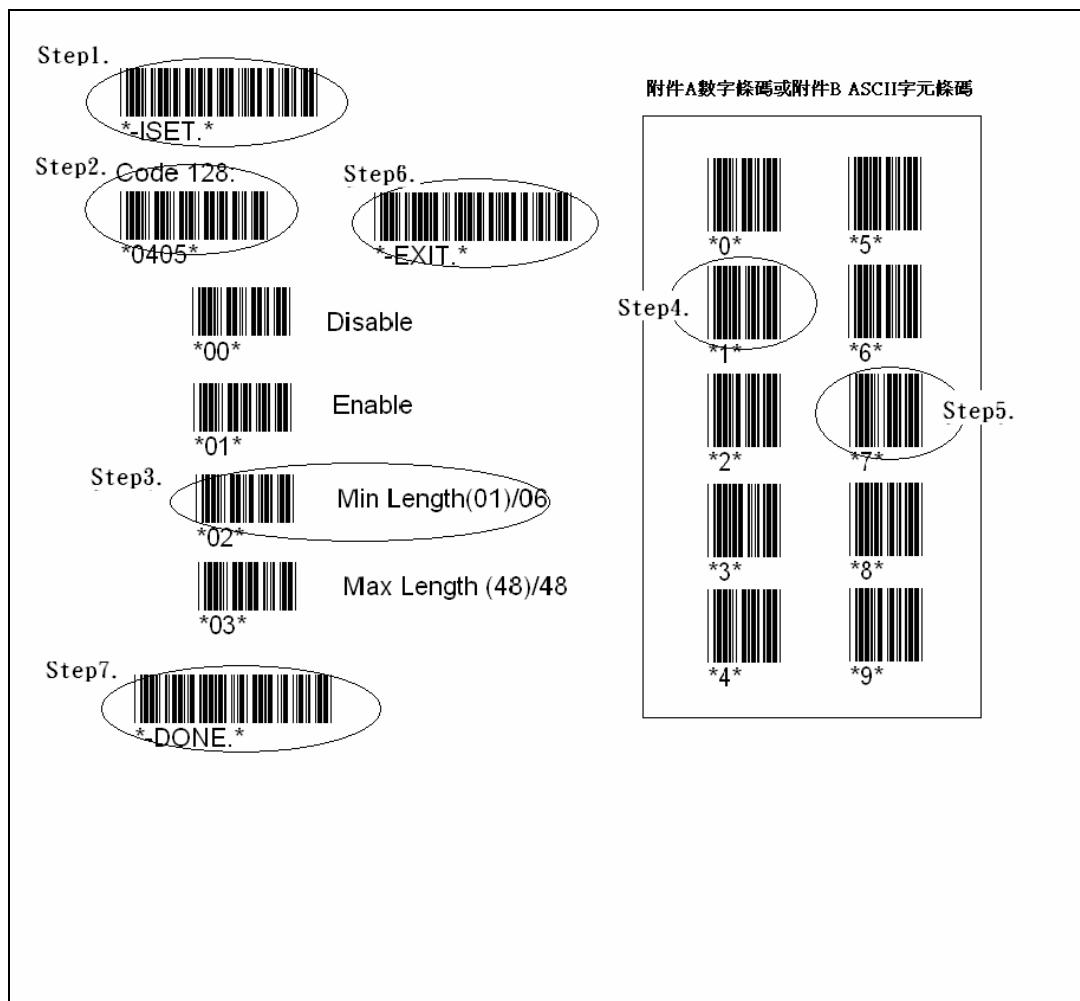 Step1.
*-ISET.*
Step2. Code 128:
*0405*
Step6.
*-EXIT.*
*00*
Disable
*01*
Enable
Step3.
*02*
Min Length(01)/06
*03*
Max Length (48)/48
Step7.
*-DONE.*
附件A數字條碼或附件B ASCII字元條碼
*0*
*5*
Step4.
*1*
*6*
*2*
*7*
Step5.
*3*
*8*
*4*
*9*